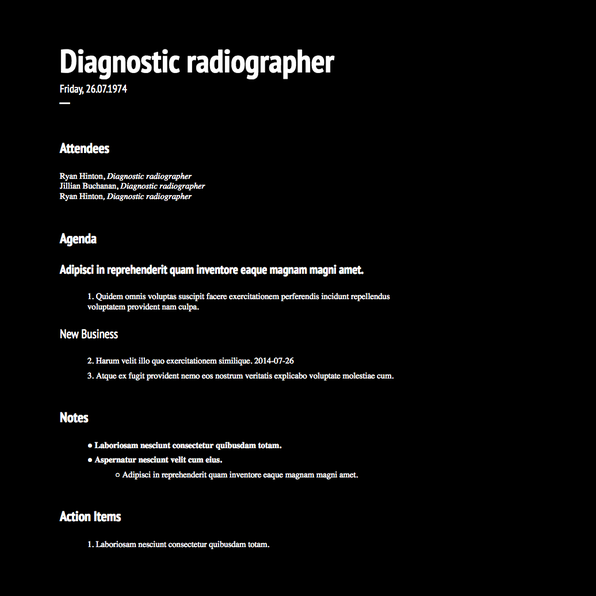 Diagnostic radiographer
Friday, 26.07.1974
Attendees
Ryan Hinton, Diagnostic radiographer
Jillian Buchanan, Diagnostic radiographer
Ryan Hinton, Diagnostic radiographer
Agenda
Adipisci in reprehenderit quam inventore eaque magnam magni amet.
1. Quidem omnis voluptas suscipit facere exercitationem perferendis incidunt repellendus
voluptatem provident nam culpa.
New Business
2. Harum velit illo quo exercitationem similique. 2014-07-26
3. Atque ex fugit provident nemo eos nostrum veritatis explicabo voluptate molestiae cum.
Notes
● Laboriosam nesciunt consectetur quibusdam totam.
● Aspernatur nesciunt velit cum eius.
○ Adipisci in reprehenderit quam inventore eaque magnam magni amet.
Action Items
1. Laboriosam nesciunt consectetur quibusdam totam.